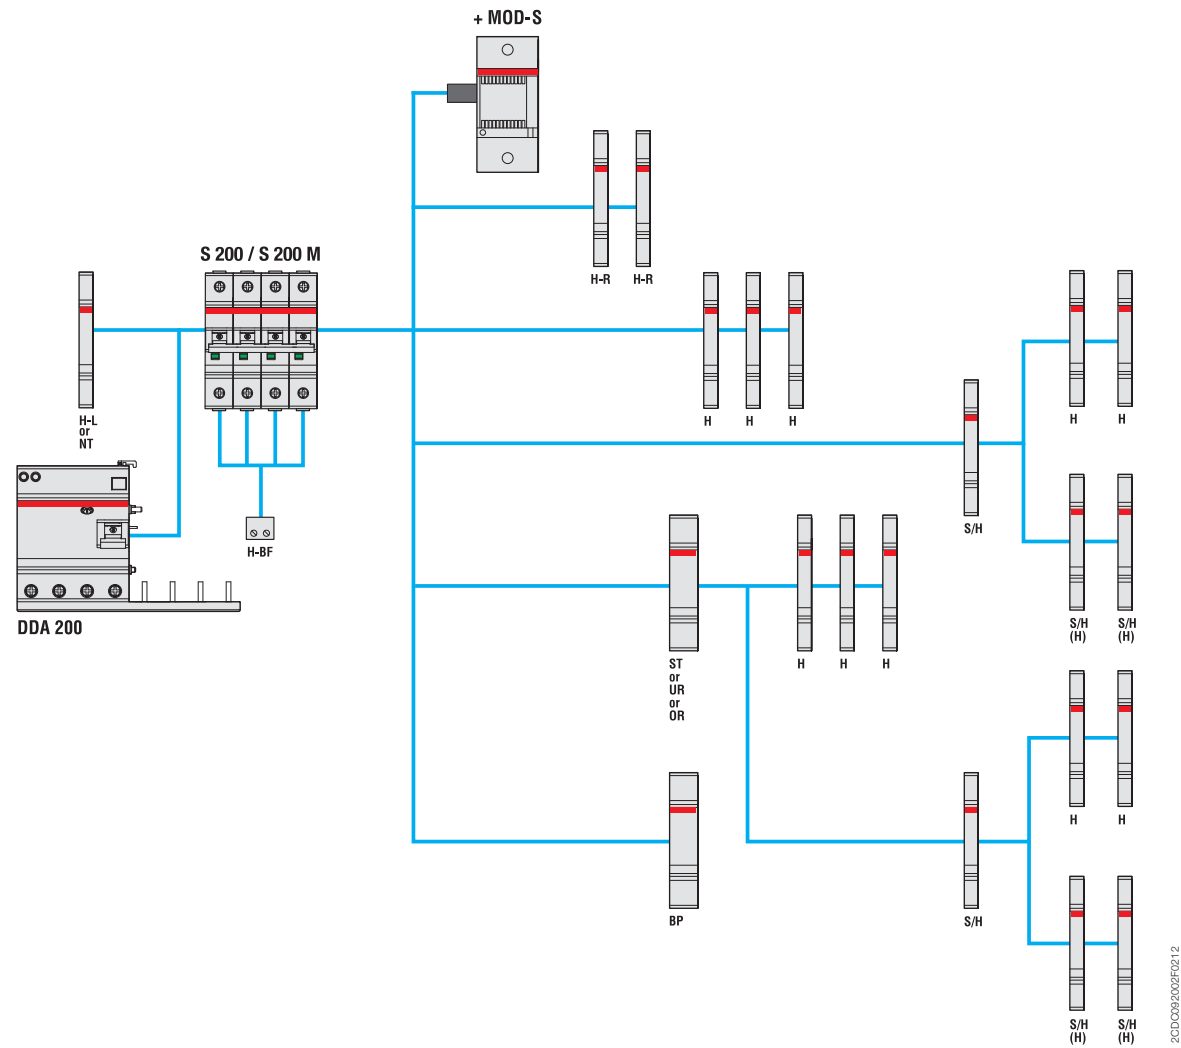 + MOD-S
H-R
H-R
S 200 / S 200 M
H-L
or
NT
H
H
H
H
H
S/H
H-BF
S/H
(H)
S/H
(H)
DDA 200
ST
or
UR
or
OR
H
H
H
H
H
BP
S/H
S/H
(H)
S/H
(H)
2CDC092002F0212